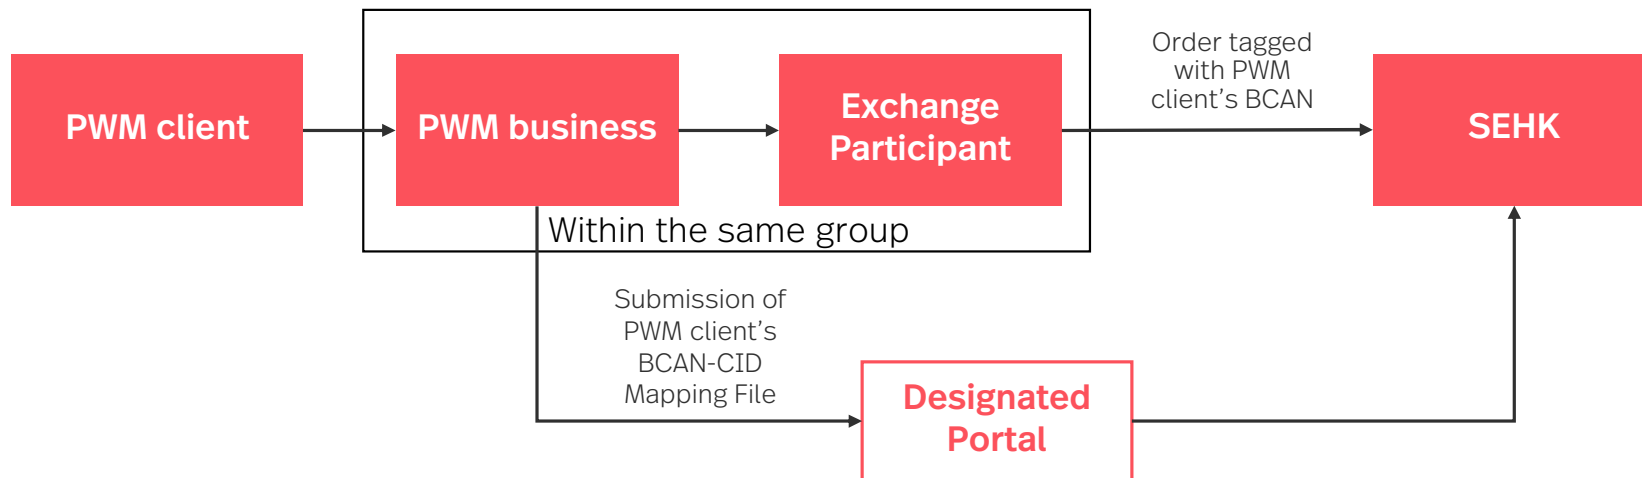 PWM client
PWM business
Exchange
Participant
Order tagged
with PWM
client’s BCAN
SEHK
Within the same group
Submission of
PWM client’s
BCAN-CID
Mapping File
Designated
Portal